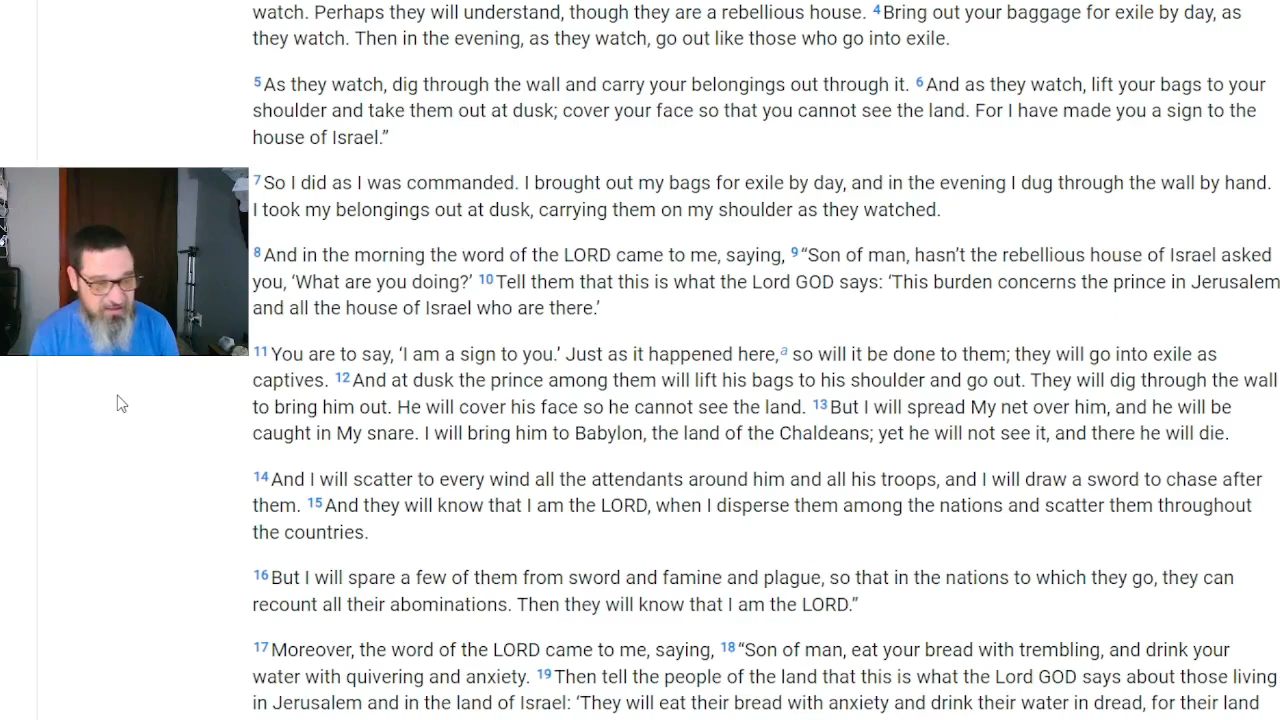 watch. Perhaps they will understand, though they are a rebellious house. 4 Bring out your baggage for exile by day, as
they watch. Then in the evening, as they watch, go out like those who go into exile.
5 As they watch, dig through the wall and carry your belongings out through it. 6 And as they watch, lift your bags to your
shoulder and take them out at dusk; cover your face so that you cannot see the land. For I have made you a sign to the
house of Israel.”
7 So I did as I was commanded. I brought out my bags for exile by day, and in the evening I dug through the wall by hand.
I took my belongings out at dusk, carrying them on my shoulder as they watched.
8 And in the morning the word of the LORD came to me, saying, 9 “Son of man, hasn’t the rebellious house of Israel asked
you, ‘What are you doing?’ 10 Tell them that this is what the Lord GOD says: ‘This burden concerns the prince in Jerusalem
and all the house of Israel who are there.’
11 You are to say, ‘I am a sign to you.’ Just as it happened here,a so will it be done to them; they will go into exile as
captives. 12 And at dusk the prince among them will lift his bags to his shoulder and go out. They will dig through the wall
to bring him out. He will cover his face so he cannot see the land. 13 But I will spread My net over him, and he will be
caught in My snare. I will bring him to Babylon, the land of the Chaldeans; yet he will not see it, and there he will die.
14 And I will scatter to every wind all the attendants around him and all his troops, and I will draw a sword to chase after
them. 15 And they will know that I am the LORD, when I disperse them among the nations and scatter them throughout
the countries.
16 But I will spare a few of them from sword and famine and plague, so that in the nations to which they go, they can
recount all their abominations. Then they will know that I am the LORD.”
17 Moreover, the word of the LORD came to me, saying, 18 “Son of man, eat your bread with trembling, and drink your
water with quivering and anxiety. 19 Then tell the people of the land that this is what the Lord GOD says about those living
in Jerusalem and in the land of Israel: ‘They will eat their bread with anxiety and drink their water in dread, for their land